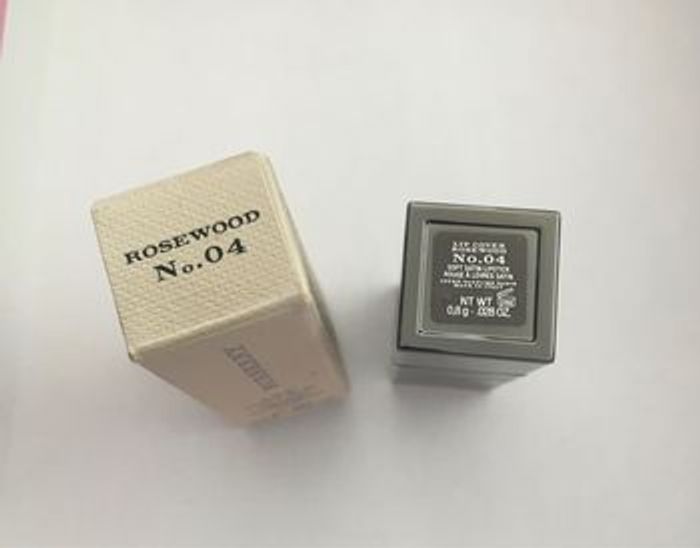 ROSEWOOD
No.04
LIP COVER
ROSEWOOD
No.04
SOFT SATIN LIPSTICK
ROUGE À LÈVRES SATIN
NT WT
0,8 g - .028 OZ.